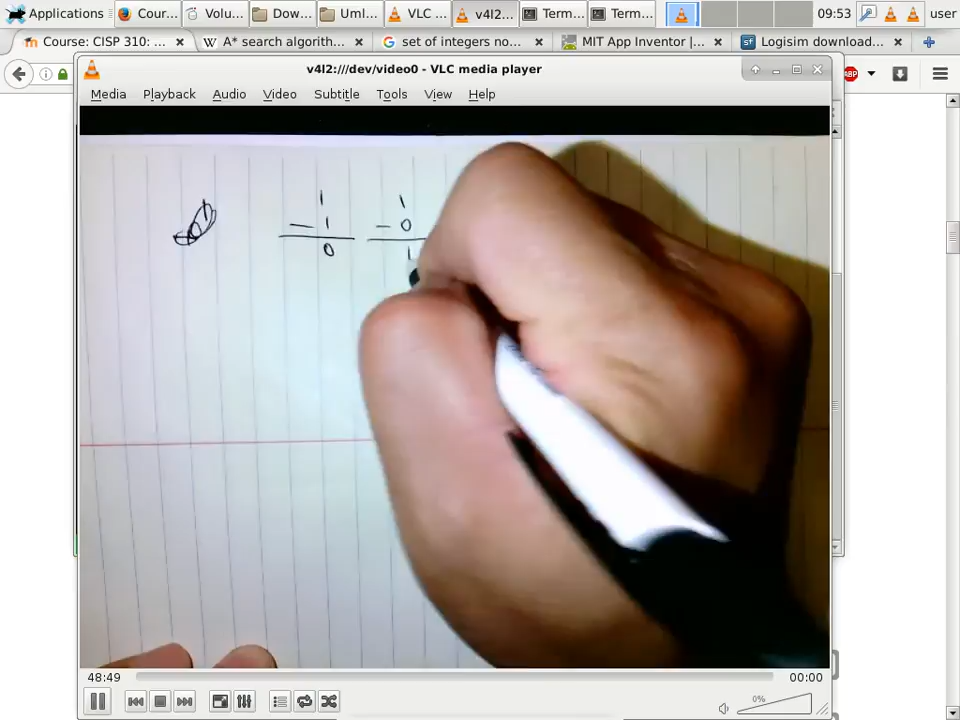 Applications
Cour...
Volu...
Dow...
Uml...
VLC ...
v4l2...
Term...
Term...
09:53
user
Course: CISP 310: ...
A* search algorith...
set of integers no...
MIT App Inventor | ...
Logisim download...
ABP
v4l2:///dev/video0 - VLC media player
Media Playback Audio Video Subtitle Tools View Help
1 1
− 1 − 0
0 1
48:49
00:00
0%